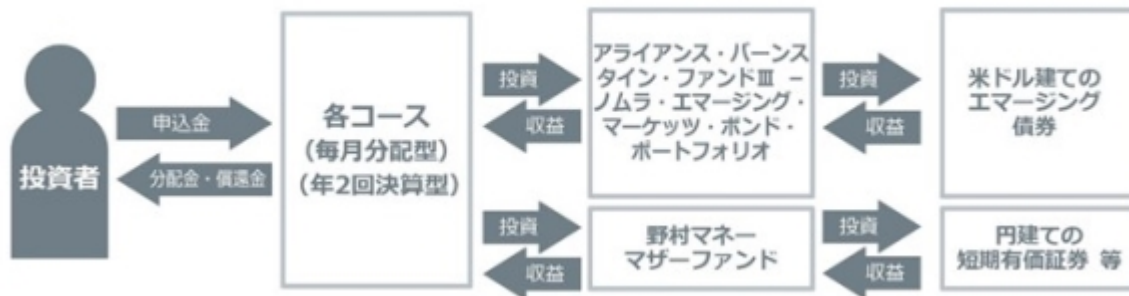 投資者
申込金
分配金・償還金
各コース
（毎月分配型）
（年2回決算型）
投資
収益
アライアンス・バーンス
タイン・ファンドⅢ －
ノムラ・エマージング・
マーケッツ・ボンド・
ポートフォリオ
投資
収益
米ドル建ての
エマージング
債券
投資
収益
野村マネー
マザーファンド
投資
収益
円建ての
短期有価証券 等